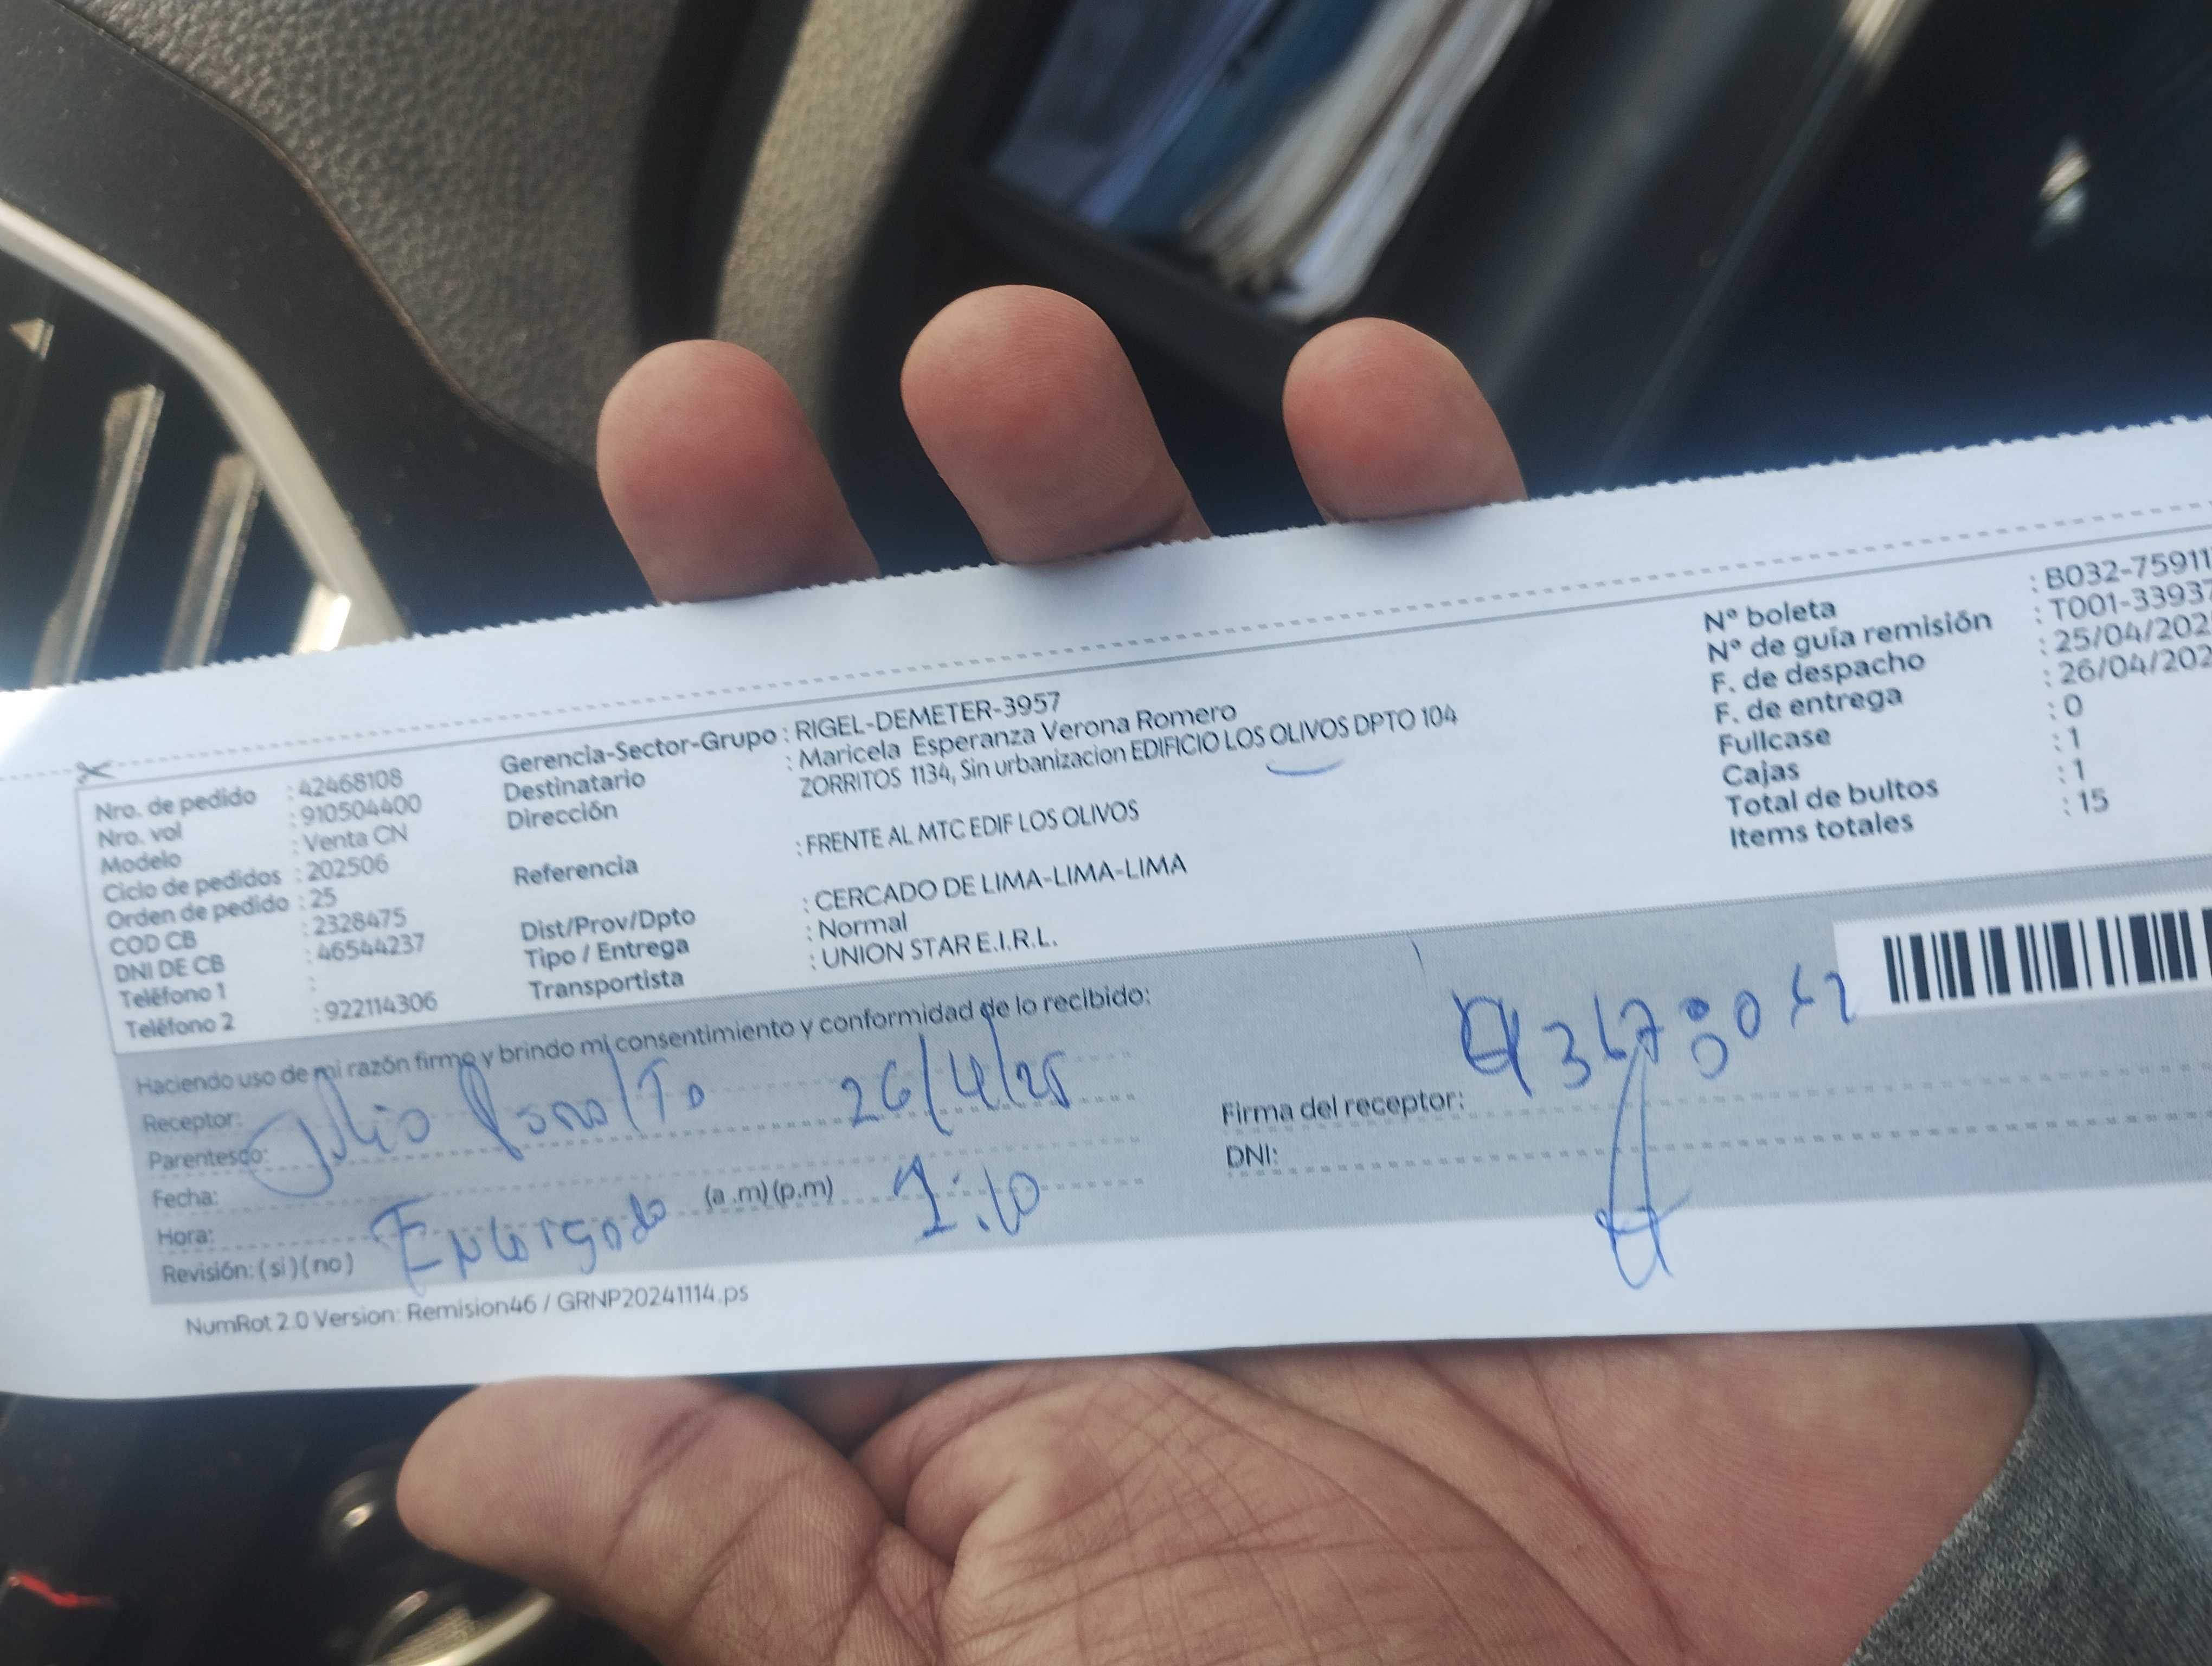 Nro. de pedido : 42468108
Nro. vol : 910504400
Modelo : Venta CN
Ciclo de pedidos : 202506
Orden de pedido : 25
COD CB : 2328475
DNI DE CB : 46544237
Teléfono 1 :
Teléfono 2 : 922114306
Gerencia-Sector-Grupo : RIGEL-DEMETER-3957
Destinatario : Maricela Esperanza Verona Romero
Dirección ZORRITOS 1134, Sin urbanizacion EDIFICIO LOS OLIVOS DPTO 104
Referencia : FRENTE AL MTC EDIF LOS OLIVOS
Dist/Prov/Dpto : CERCADO DE LIMA-LIMA-LIMA
Tipo / Entrega : Normal
Transportista : UNION STAR E.I.R.L.
N° boleta : B032-75911
N° de guía remisión : T001-33937
F. de despacho : 25/04/202
F. de entrega : 26/04/202
Fullcase : 0
Cajas : 1
Total de bultos : 1
Items totales : 15
Haciendo uso de mi razón firmo y brindo mi consentimiento y conformidad de lo recibido:
Receptor: Julio 26/4/25
Parentesco:
Fecha:
Hora: (a .m) (p.m) 1:10
Revisión: ( si ) ( no ) Encargado
Firma del receptor:
DNI:
NumRot 2.0 Version: Remision46 / GRNP20241114.ps